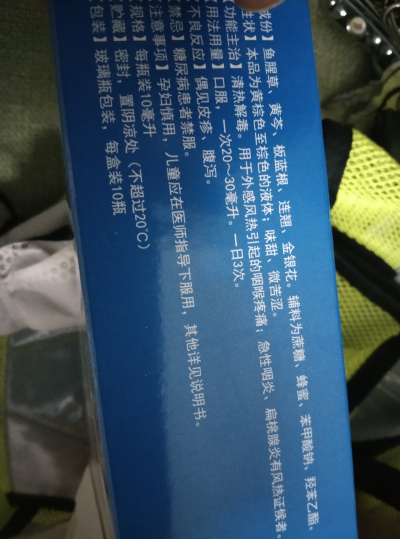 成份】鱼腥草、黄芩、板蓝根、连翘、金银花。辅料为蔗糖、蜂蜜、苯甲酸钠、羟苯乙酯。
性状】本品为黄棕色至棕色的液体；味甜、微苦涩。
功能主治】清热解毒。用于外感风热引起的咽喉疼痛；急性咽炎、扁桃腺炎有风热证候者。
用法用量】口服，一次20～30毫升。一日3次。
不良反应】偶见皮疹、腹泻。
禁忌】糖尿病患者禁服。
注意事项】孕妇慎用，儿童应在医师指导下服用，其他详见说明书。
规格】每瓶装10毫升
贮藏】密封，置阴凉处（不超过20℃）
包装】玻璃瓶包装，每盒装10瓶